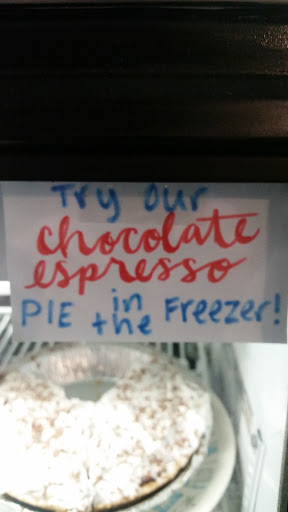 Try our
chocolate
espresso
PIE in the Freezer!